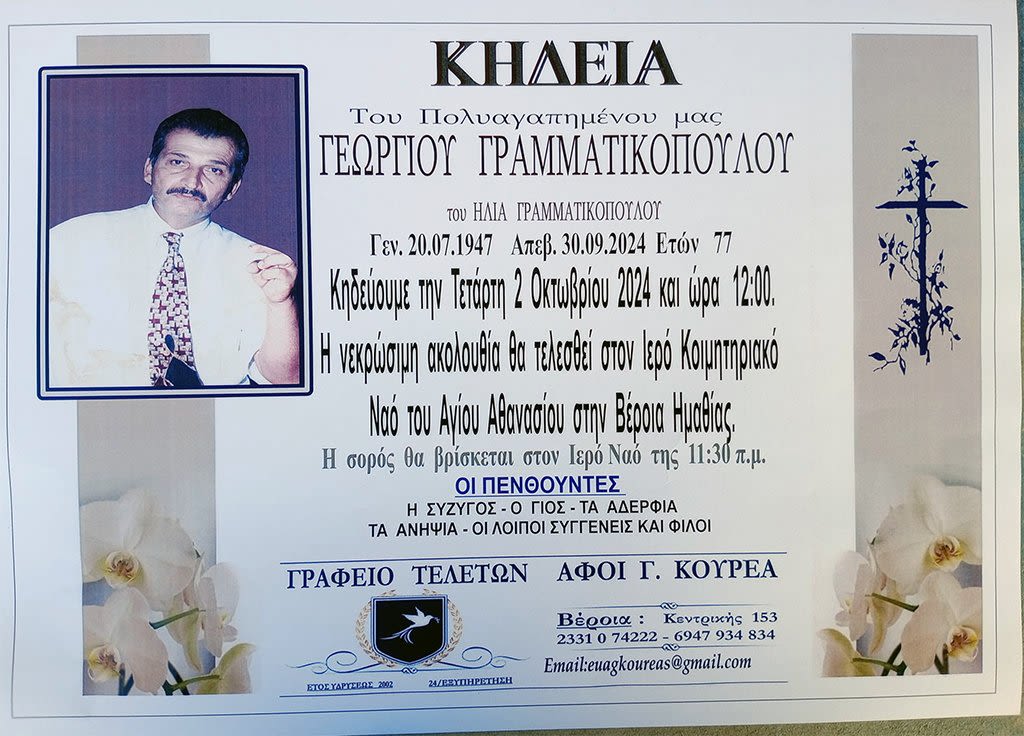 ΚΗΔΕΙΑ
Του Πολυαγαπημένου μας
ΓΕΩΡΓΙΟΥ ΓΡΑΜΜΑΤΙΚΟΠΟΥΛΟΥ
του ΗΛΙΑ ΓΡΑΜΜΑΤΙΚΟΠΟΥΛΟΥ
Γεν. 20.07.1947 Απεβ. 30.09.2024 Ετών 77
Κηδεύουμε την Τετάρτη 2 Οκτωβρίου 2024 και ώρα 12:00.
Η νεκρώσιμη ακολουθία θα τελεσθεί στον Ιερό Κοιμητηριακό
Ναό του Αγίου Αθανασίου στην Βέροια Ημαθίας.
Η σορός θα βρίσκεται στον Ιερό Ναό της 11:30 π.μ.
ΟΙ ΠΕΝΘΟΥΝΤΕΣ
Η ΣΥΖΥΓΟΣ - Ο ΓΙΟΣ - ΤΑ ΑΔΕΡΦΙΑ
ΤΑ ΑΝΗΨΙΑ - ΟΙ ΛΟΙΠΟΙ ΣΥΓΓΕΝΕΙΣ ΚΑΙ ΦΙΛΟΙ
ΓΡΑΦΕΙΟ ΤΕΛΕΤΩΝ ΑΦΟΙ Γ. ΚΟΥΡΕΑ
Βέροια : Κεντρικής 153
2331 0 74222 - 6947 934 834
Email:euagkoureas@gmail.com
ΕΤΟΣ ΥΔΡΥΣΕΩΣ 2002 24/ΕΞΥΠΗΡΕΤΗΣΗ